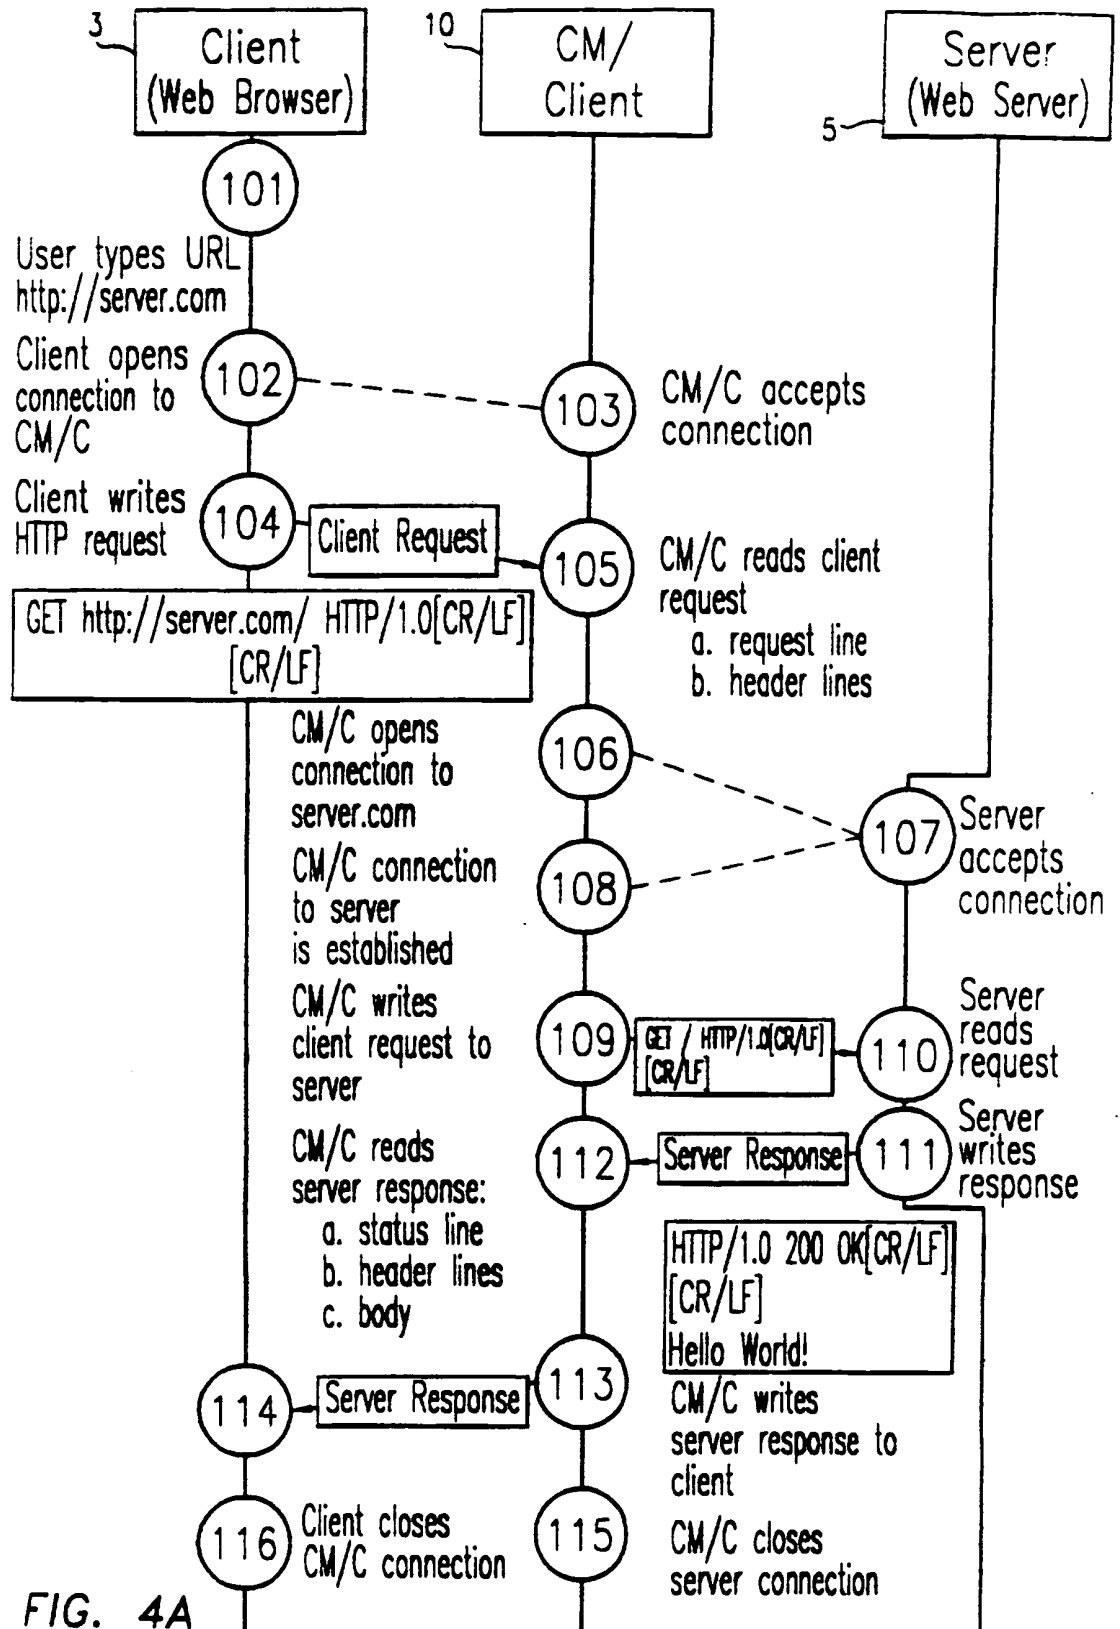 3
Client
(Web Browser)
10
CM/
Client
Server
(Web Server)
5
101
User types URL
http://server.com
Client opens
connection to
CM/C
102
103
CM/C accepts
connection
Client writes
HTTP request
104
Client Request
105
CM/C reads client
request
a. request line
b. header lines
GET http://server.com/ HTTP/1.0[CR/LF]
[CR/LF]
CM/C opens
connection to
server.com
106
107
Server
accepts
connection
CM/C connection
to server
is established
108
CM/C writes
client request to
server
109
GET / HTTP/1.0[CR/LF]
[CR/LF]
110
Server
reads
request
CM/C reads
server response:
a. status line
b. header lines
c. body
112
Server Response
111
Server
writes
response
HTTP/1.0 200 OK[CR/LF]
[CR/LF]
Hello World!
114
Server Response
113
CM/C writes
server response to
client
116
Client closes
CM/C connection
115
CM/C closes
server connection
FIG. 4A